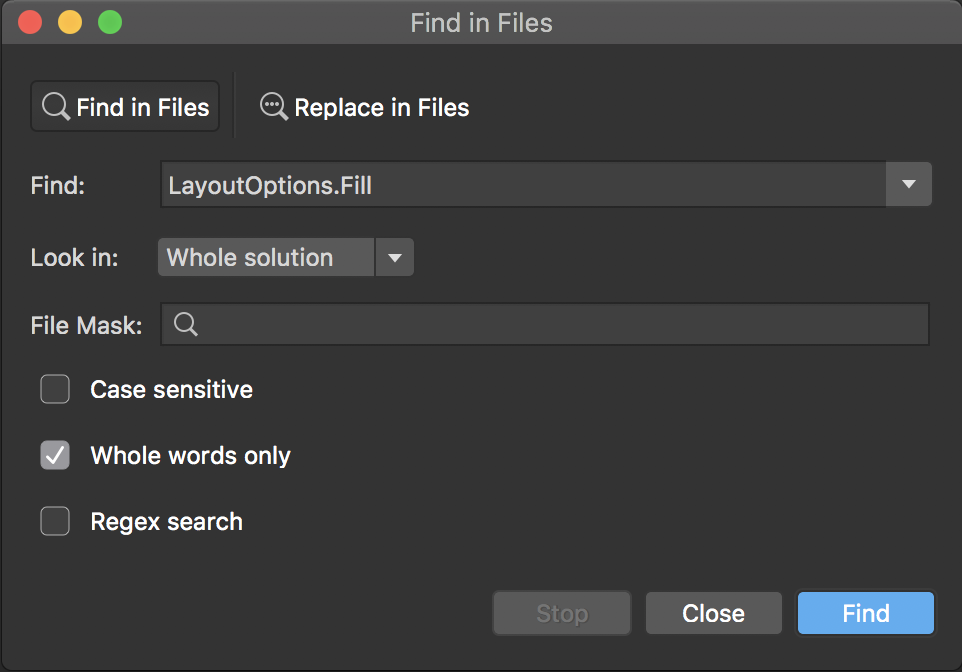 Find in Files
Find in Files
Replace in Files
Find:
LayoutOptions.Fill
Look in:
Whole solution
File Mask:
Case sensitive
Whole words only
Regex search
Stop
Close
Find